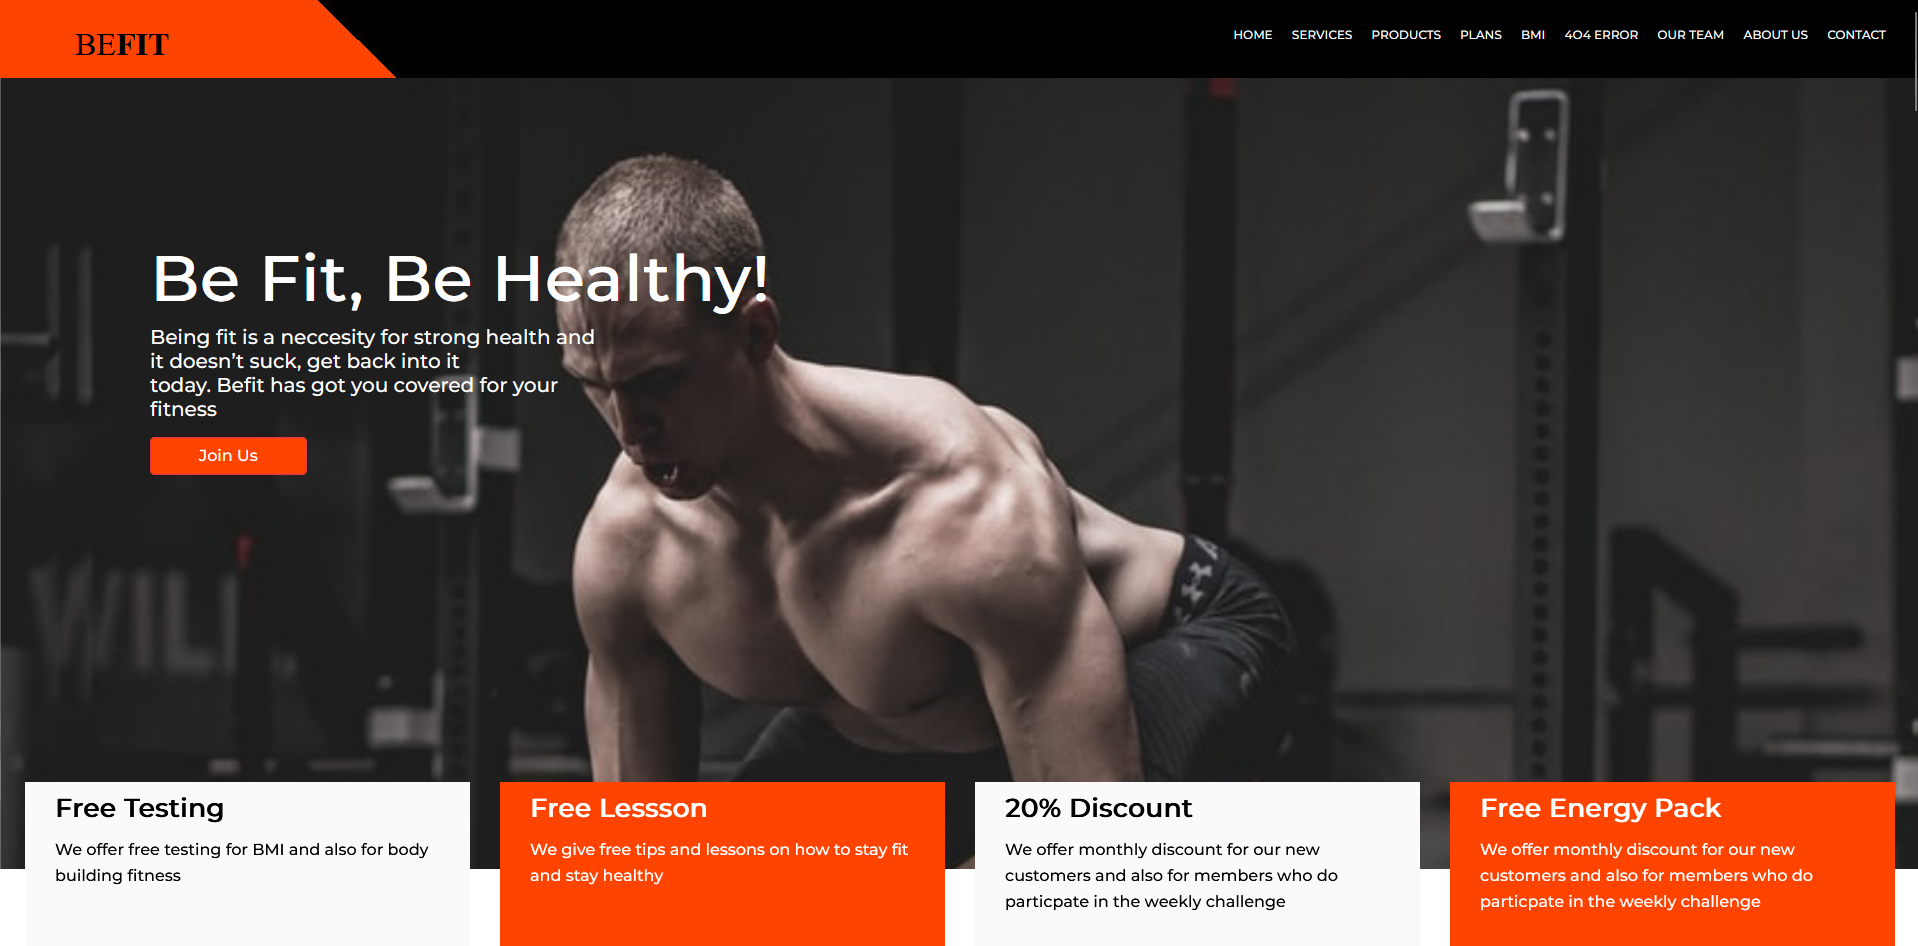 BEFIT
HOME SERVICES PRODUCTS PLANS BMI 4O4 ERROR OUR TEAM ABOUT US CONTACT
Be Fit, Be Healthy!
Being fit is a neccesity for strong health and
it doesn't suck, get back into it
today. Befit has got you covered for your
fitness
Join Us
WILL
Free Testing
We offer free testing for BMI and also for body
building fitness
Free Lessson
We give free tips and lessons on how to stay fit
and stay healthy
20% Discount
We offer monthly discount for our new
customers and also for members who do
particpate in the weekly challenge
Free Energy Pack
We offer monthly discount for our new
customers and also for members who do
particpate in the weekly challenge